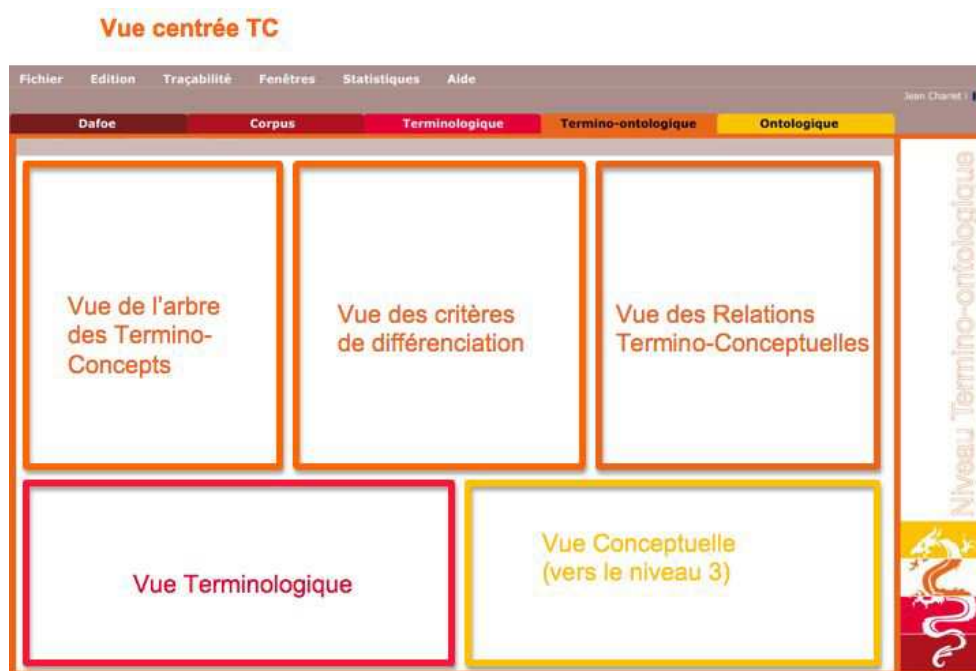 Vue centrée TC
Fichier Edition Traçabilité Fenêtres Statistiques Aide
Jean Charret |
Dafoe Corpus Terminologique Termino-ontologique Ontologique
Vue de l'arbre
des Termino-
Concepts
Vue des critères
de différenciation
Vue des Relations
Termino-Conceptuelles
Niveau Termino-ontologique
Vue Terminologique
Vue Conceptuelle
(vers le niveau 3)